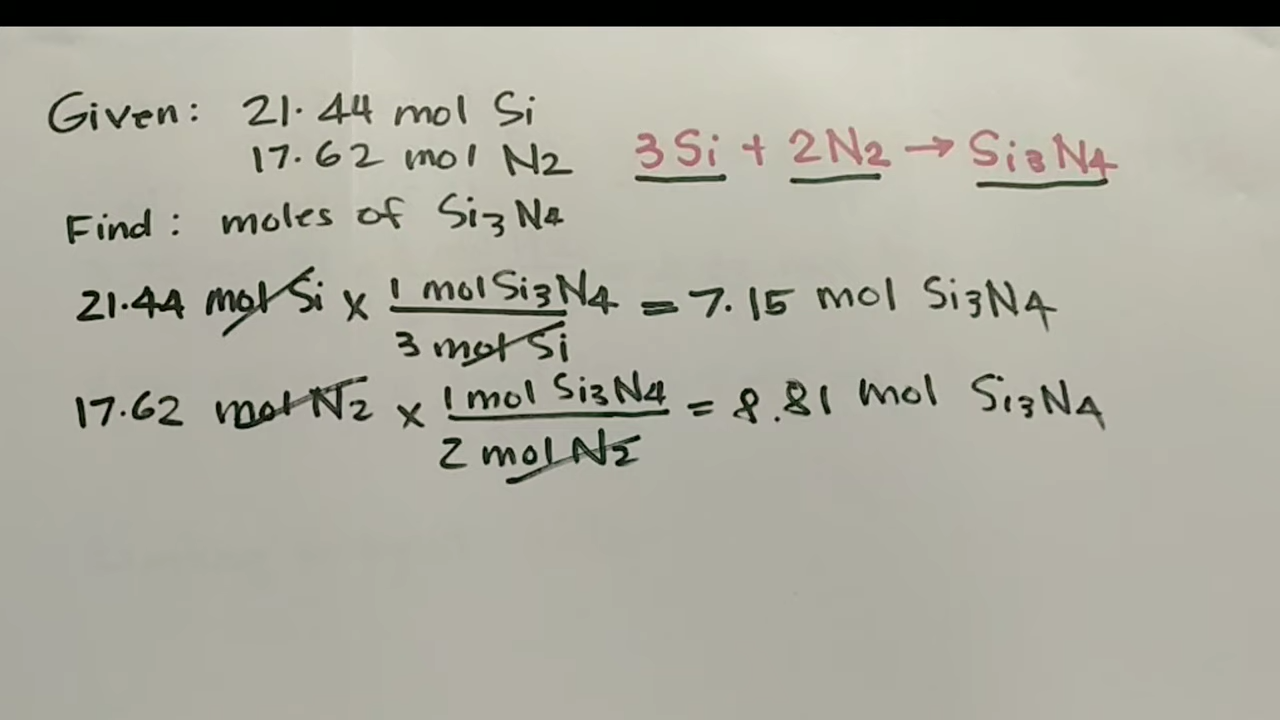 Given: 21.44 mol Si
17.62 mol N2
3Si + 2N2 → Si3N4
Find: moles of Si3N4
21.44 mol Si x 1 mol Si3N4 = 7.15 mol Si3N4
3 mol Si
17.62 mol N2 x 1 mol Si3N4 = 8.81 mol Si3N4
2 mol N2